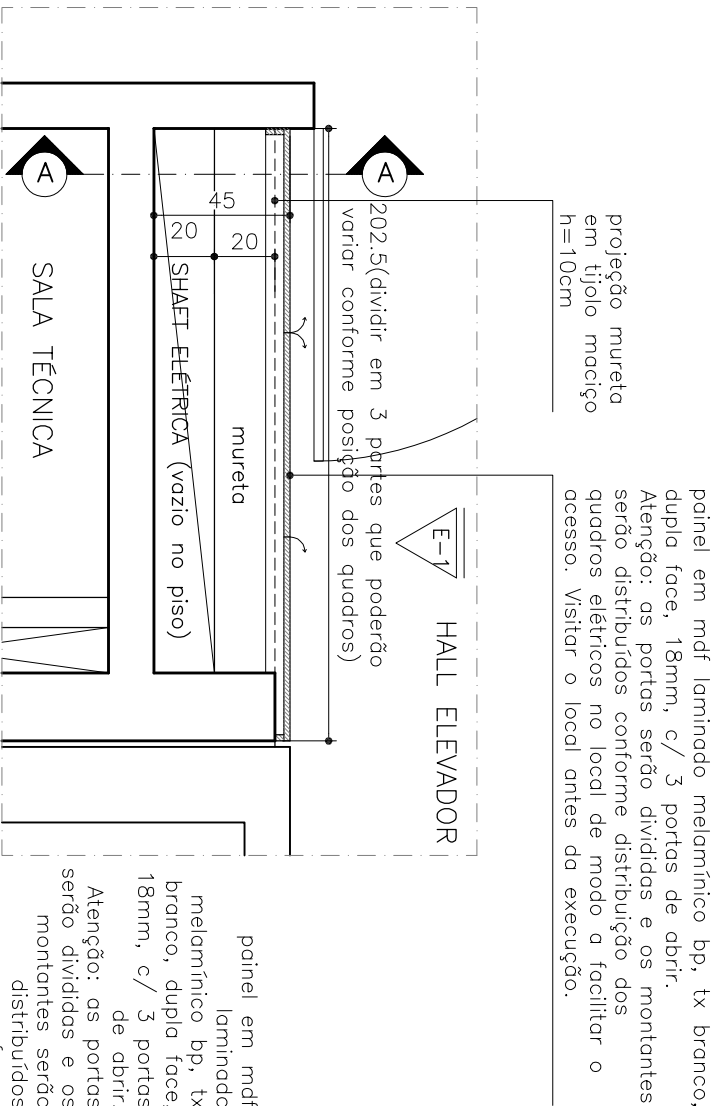 projeção mureta
em tijolo maciço
h=10cm
painel em mdf laminado melamínico bp, tx branco,
dupla face, 18mm, c/ 3 portas de abrir.
Atenção: as portas serão divididas e os montantes
serão distribuídos conforme distribuição dos
quadros elétricos no local de modo a facilitar o
acesso. Visitar o local antes da execução.
A
A
202.5(dividir em 3 partes que poderão
variar conforme posição dos quadros)
45
20
20
E-1
HALL ELEVADOR
mureta
SHAFT ELÉTRICA (vazio no piso)
SALA TÉCNICA
painel em mdf
laminado
melamínico bp, tx
branco, dupla face,
18mm, c/ 3 portas
de abrir.
Atenção: as portas
serão divididas e os
montantes serão
distribuídos